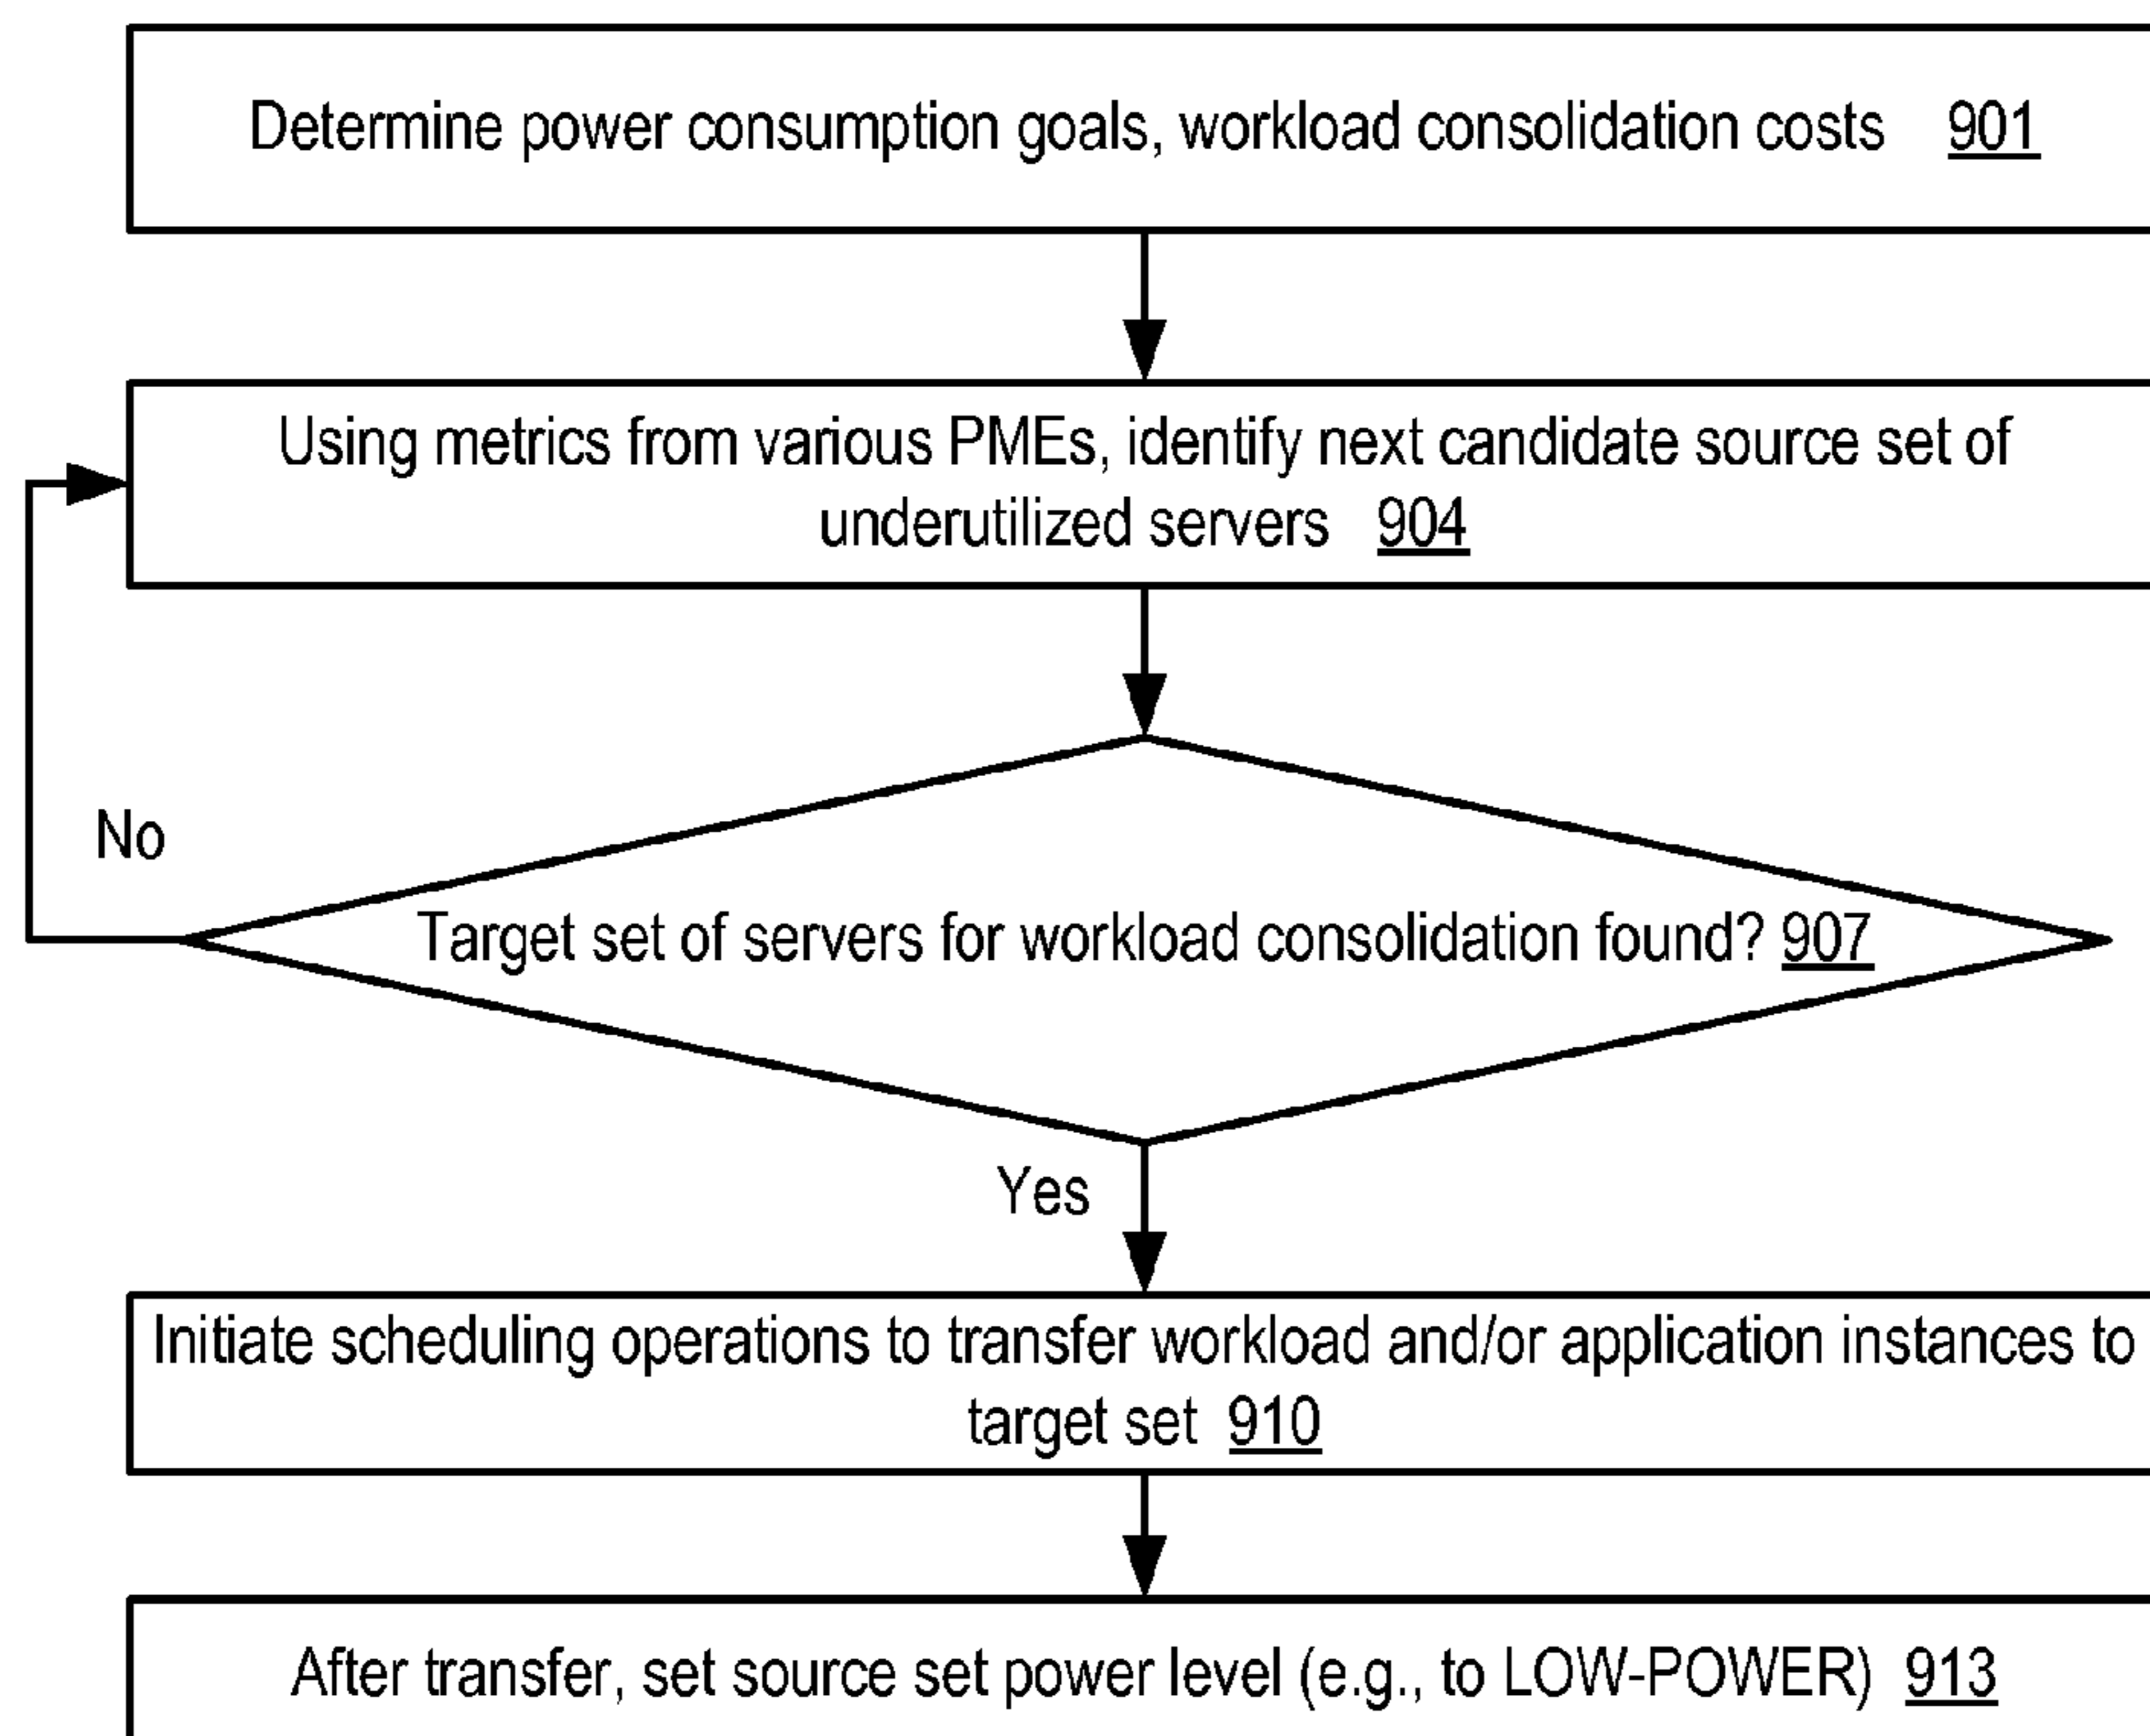 Determine power consumption goals, workload consolidation costs 901
Using metrics from various PMEs, identify next candidate source set of
underutilized servers 904
No
Target set of servers for workload consolidation found? 907
Yes
Initiate scheduling operations to transfer workload and/or application instances to
target set 910
After transfer, set source set power level (e.g., to LOW-POWER) 913